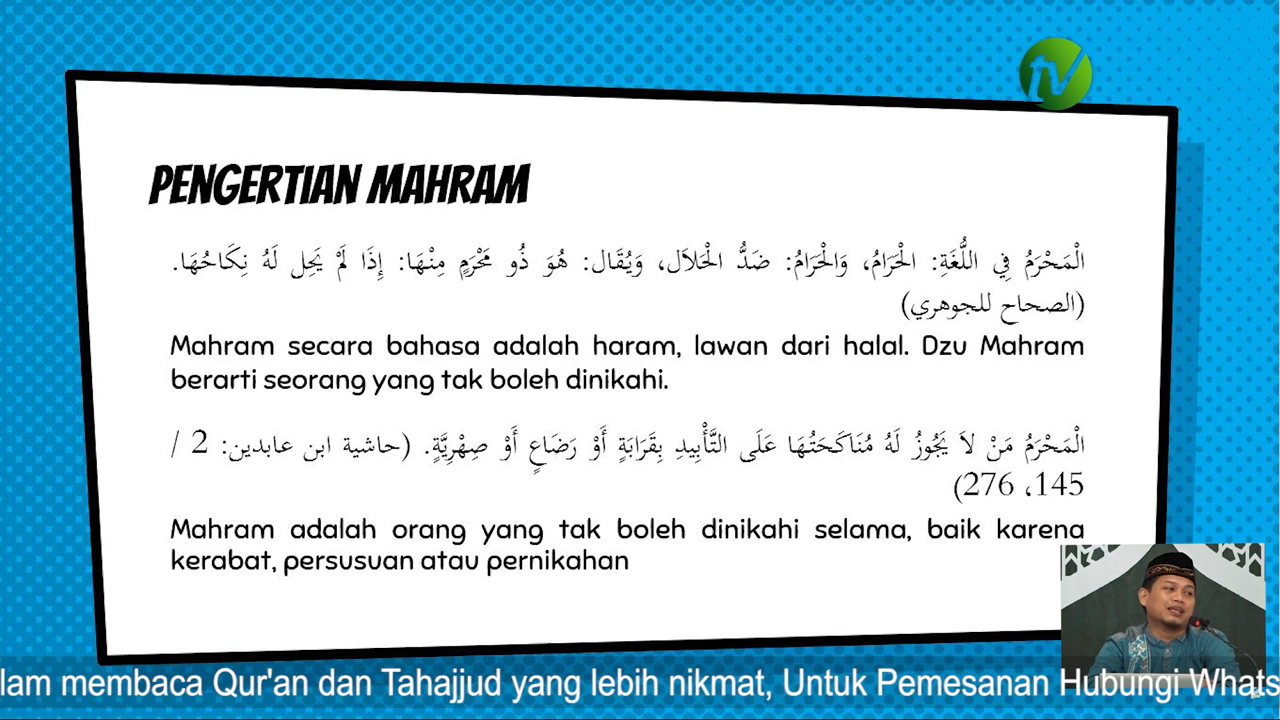 tv
PENGERTIAN MAHRAM
الْمَحْرَمُ فِي اللُّغَةِ: الْحَرَامُ، وَالْحَرَامُ: ضَدُّ الْحَلاَل، وَيُقَال: هُوَ ذُو مَحْرَمٍ مِنْهَا: إِذَا لَمْ يَحِل لَهُ نِكَاحُهَا.
(الصحاح للجوهري)
Mahram secara bahasa adalah haram, lawan dari halal. Dzu Mahram
berarti seorang yang tak boleh dinikahi.
الْمَحْرَمُ مَنْ لاَ يَجُوزُ لَهُ مُنَاكَحَتُهَا عَلَى التَّأْبِيدِ بِقَرَابَةٍ أَوْ رَضَاعٍ أَوْ صِهْرِيَّةٍ. (حاشية ابن عابدين: 2 /
145، 276)
Mahram adalah orang yang tak boleh dinikahi selama, baik karena
kerabat, persusuan atau pernikahan
lam membaca Qur'an dan Tahajjud yang lebih nikmat, Untuk Pemesanan Hubungi Whats